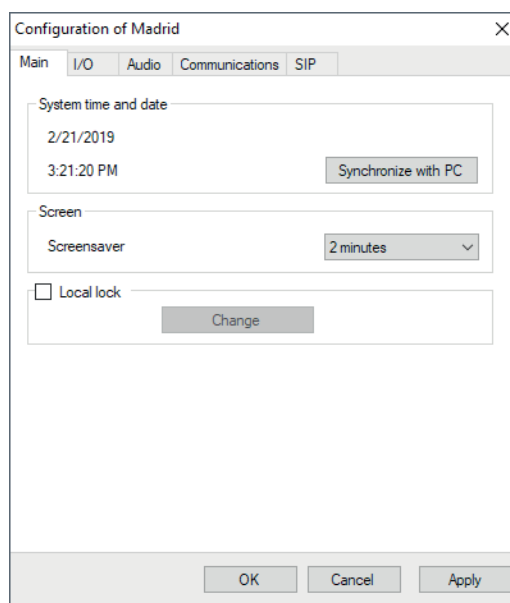 Configuration of Madrid
Main I/O Audio Communications SIP
System time and date
2/21/2019
3:21:20 PM Synchronize with PC
Screen
Screensaver 2 minutes
Local lock
Change
OK Cancel Apply